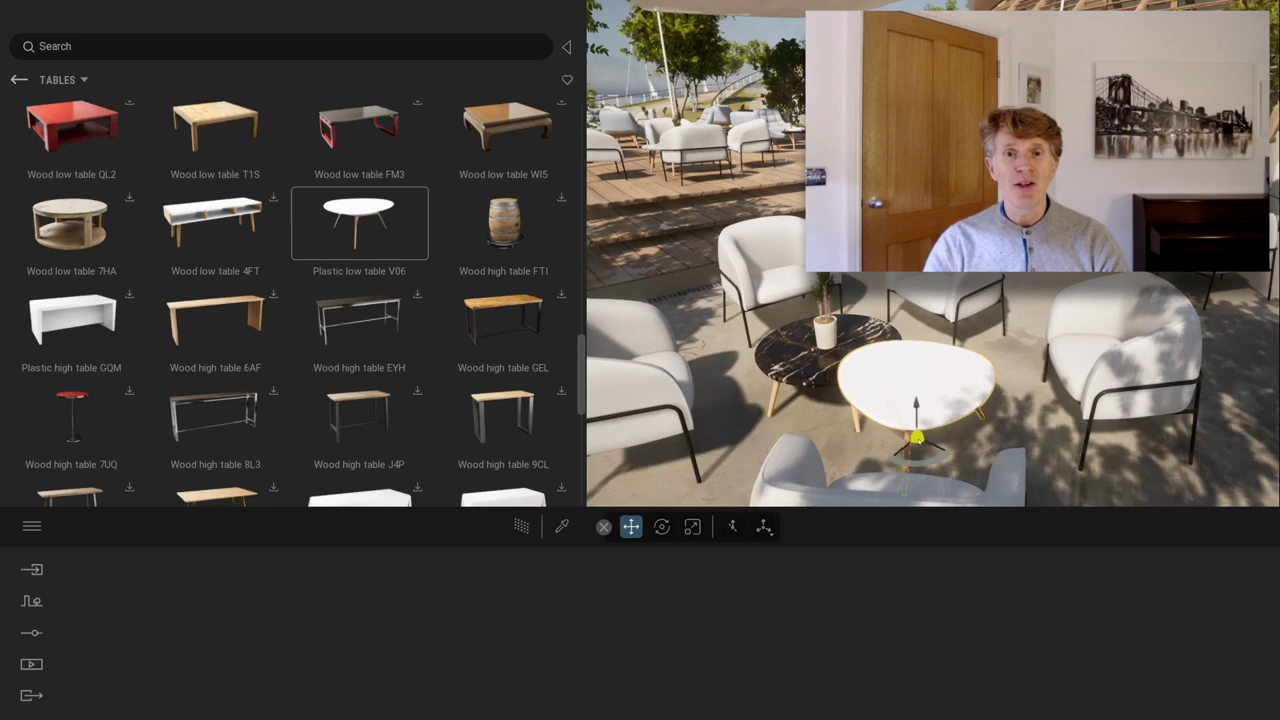 Search
TABLES
Wood low table QL2
Wood low table T1S
Wood low table FM3
Wood low table WI5
Wood low table 7HA
Wood low table 4FT
Plastic low table V06
Wood high table FTI
Plastic high table GQM
Wood high table 6AF
Wood high table EYH
Wood high table GEL
Wood high table 7UQ
Wood high table 8L3
Wood high table J4P
Wood high table 9CL